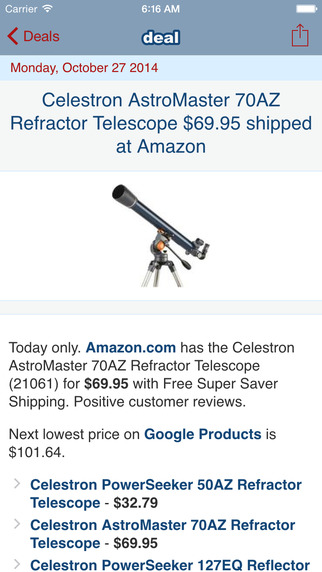 Carrier 6:16 AM
Deals deal
Monday, October 27 2014
Celestron AstroMaster 70AZ
Refractor Telescope $69.95 shipped
at Amazon
Today only. Amazon.com has the Celestron
AstroMaster 70AZ Refractor Telescope
(21061) for $69.95 with Free Super Saver
Shipping. Positive customer reviews.
Next lowest price on Google Products is
$101.64.
Celestron PowerSeeker 50AZ Refractor
Telescope - $32.79
Celestron AstroMaster 70AZ Refractor
Telescope - $69.95
Celestron PowerSeeker 127EQ Reflector